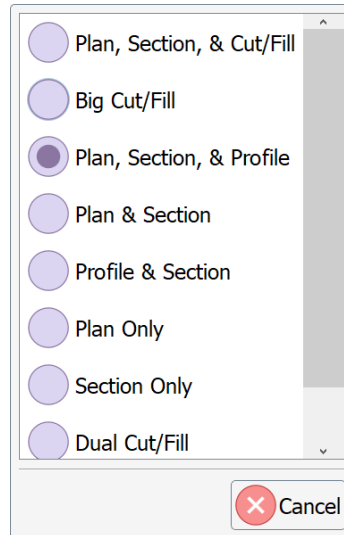 Plan, Section, & Cut/Fill
Big Cut/Fill
Plan, Section, & Profile
Plan & Section
Profile & Section
Plan Only
Section Only
Dual Cut/Fill
Cancel